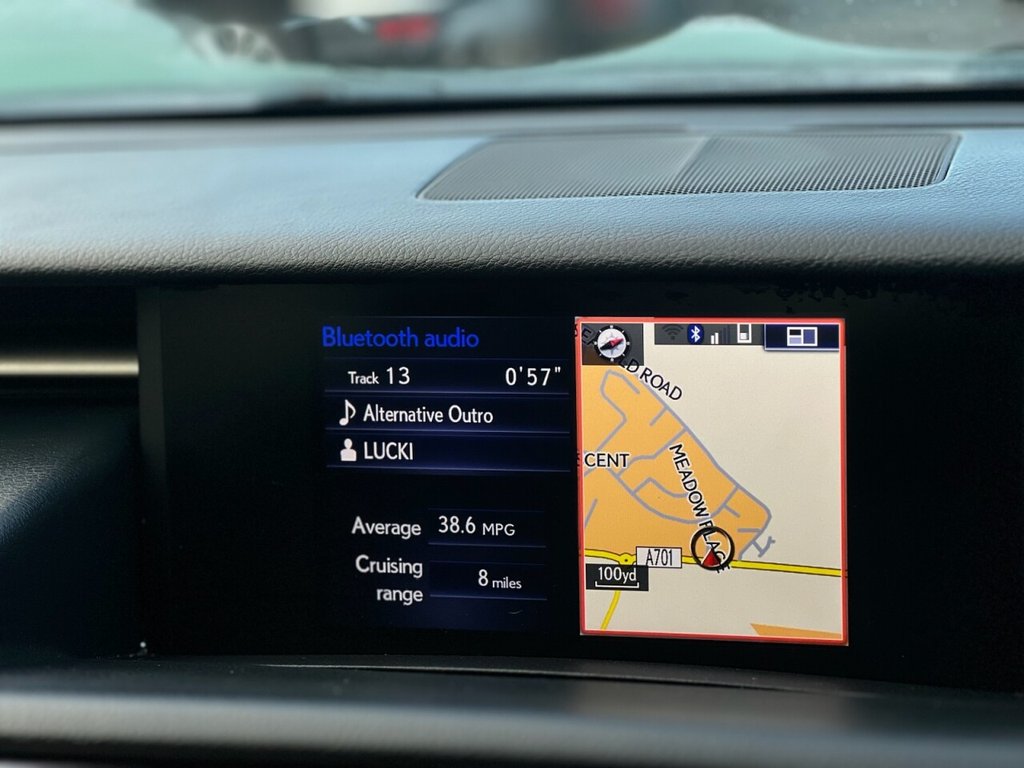 Bluetooth audio
Track 13 0'57"
Alternative Outro
LUCKI
Average 38.6 MPG
Cruising range 8 miles
LD ROAD
CENT
MEADOW PLACE
A701
100yd